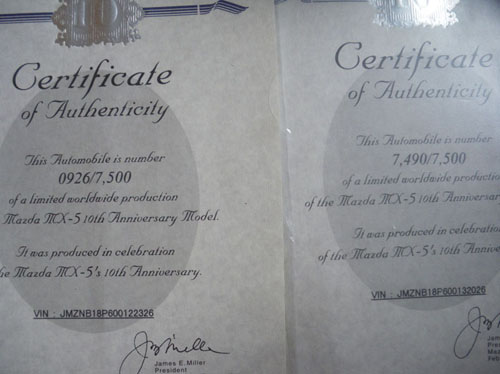 Certificate
of Authenticity
This Automobile is number
0926/7,500
of a limited worldwide production
Mazda MX-5 10th Anniversary Model.
It was produced in celebration
the Mazda MX-5's 10th Anniversary.
VIN : JMZNB18P600122326
James E. Miller
President
Certificate
of Authenticity
This Automobile is number
7,490/7,500
of a limited worldwide production
of the Mazda MX-5 10th Anniversary
It was produced in celebration
of the Mazda MX-5's 10th Anniversary
VIN : JMZNB18P600132026